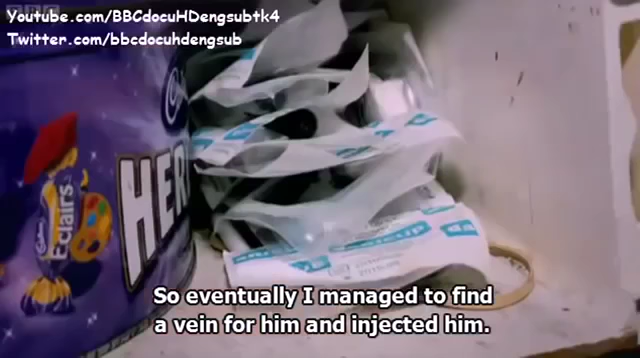 Youtube.com/BBCdocuHDengsubtk4
Twitter.com/bbcdocuhdengsub
Cadbury
Eclairs
HER
So eventually I managed to find
a vein for him and injected him.